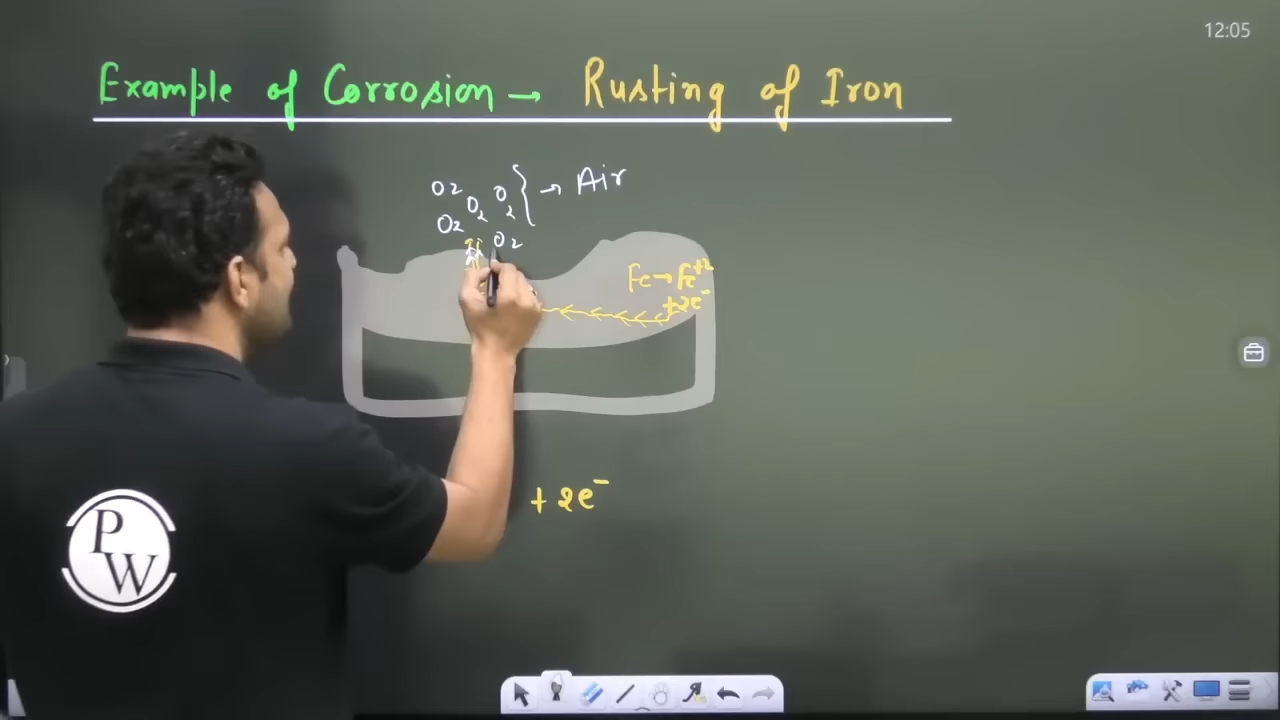 12:05
Example of Corrosion → Rusting of Iron
O2 O2 O2 } → Air
O2 O2
Fe → Fe+2
+2e-
+ 2e-
P
W